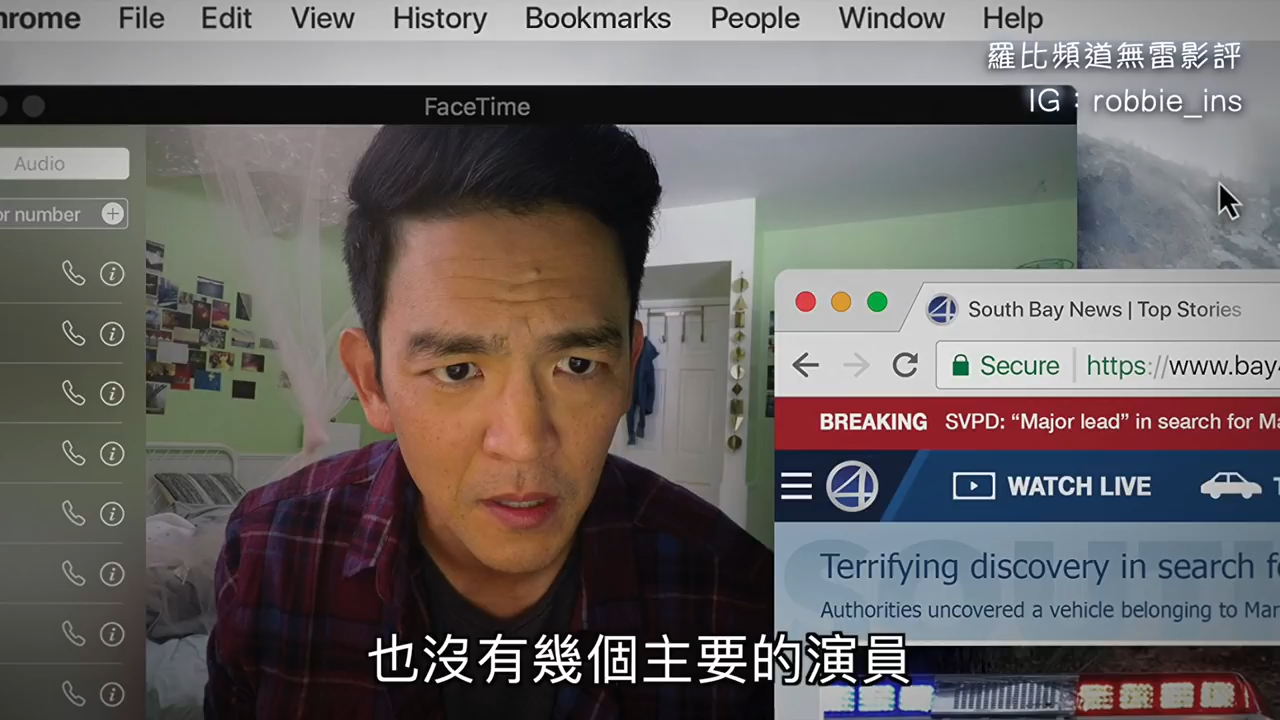 hrome File Edit View History Bookmarks People Window Help
羅比頻道無雷影評
IG：robbie_ins
FaceTime
Audio
or number
South Bay News | Top Stories
Secure https://www.bay4
BREAKING SVPD: “Major lead” in search for Ma
WATCH LIVE T
Terrifying discovery in search fo
Authorities uncovered a vehicle belonging to Mar
也沒有幾個主要的演員